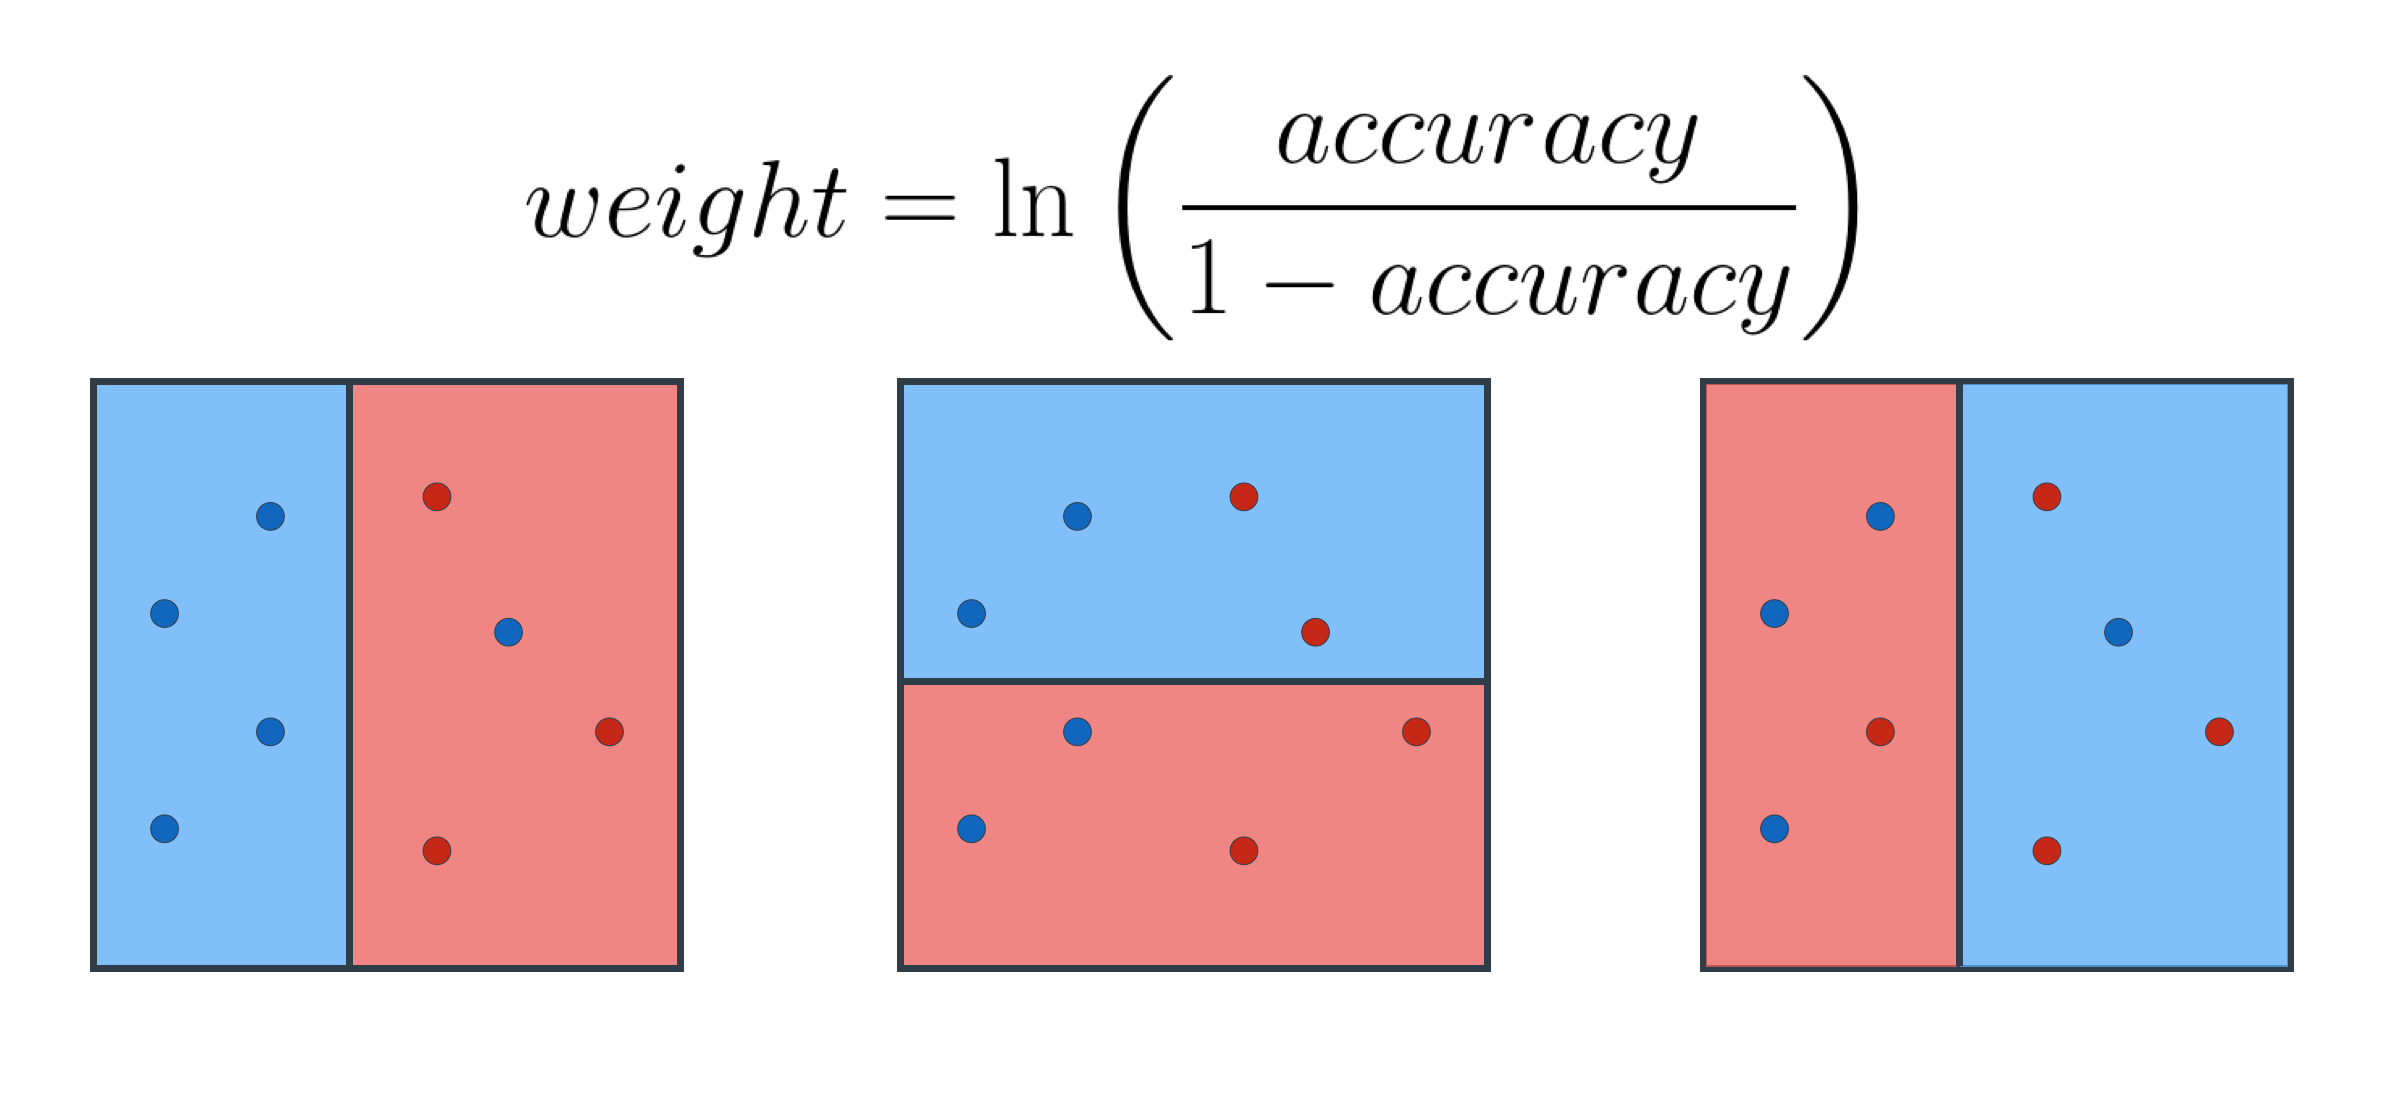 weight = ln ( accuracy / 1 − accuracy )